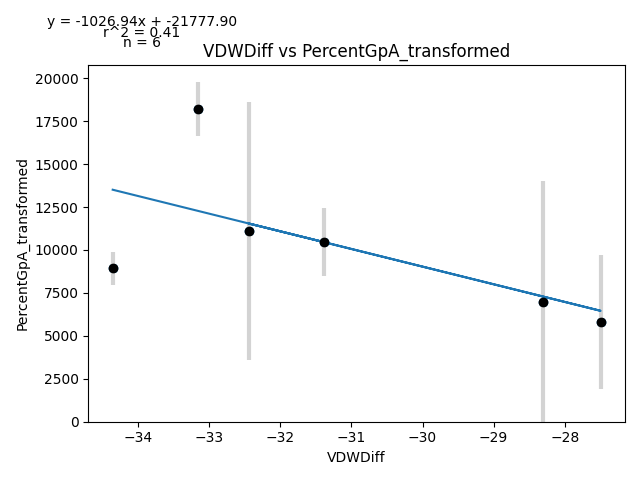 y = -1026.94x + -21777.90
r^2 = 0.41
n = 6
VDWDiff vs PercentGpA_transformed
PercentGpA_transformed
20000
17500
15000
12500
10000
7500
5000
2500
0
−34 −33 −32 −31 −30 −29 −28
VDWDiff